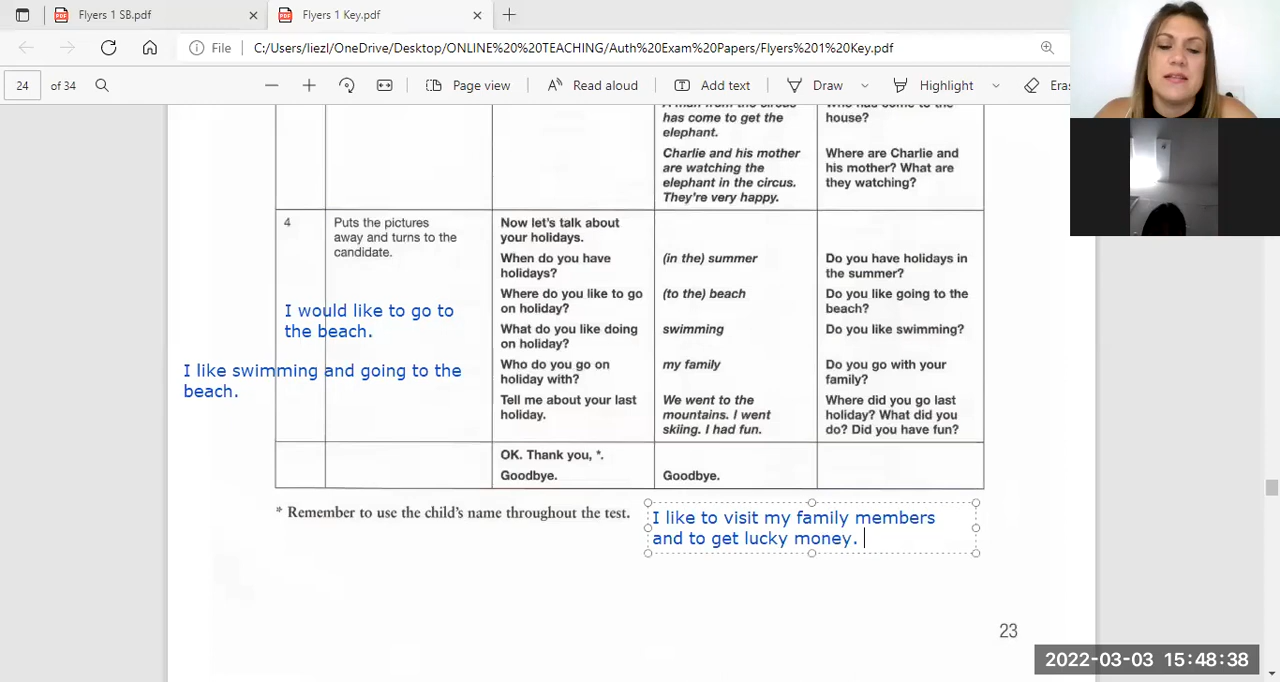 Flyers 1 SB.pdf
Flyers 1 Key.pdf
File
C:/Users/liezl/OneDrive/Desktop/ONLINE%20%20TEACHING/Auth%20Exam%20Papers/Flyers%201%20Key.pdf
24 of 34
Page view
Read aloud
Add text
Draw
Highlight
Eras
A man from the circus
has come to get the
elephant.
Who has come to the
house?
Charlie and his mother
are watching the
elephant in the circus.
They're very happy.
Where are Charlie and
his mother? What are
they watching?
4
Puts the pictures
away and turns to the
candidate.
Now let's talk about
your holidays.
When do you have
holidays?
(in the) summer
Do you have holidays in
the summer?
Where do you like to go
on holiday?
(to the) beach
Do you like going to the
beach?
What do you like doing
on holiday?
swimming
Do you like swimming?
Who do you go on
holiday with?
my family
Do you go with your
family?
Tell me about your last
holiday.
We went to the
mountains. I went
skiing. I had fun.
Where did you go last
holiday? What did you
do? Did you have fun?
I would like to go to
the beach.
I like swimming and going to the
beach.
OK. Thank you, *.
Goodbye.
Goodbye.
* Remember to use the child's name throughout the test.
I like to visit my family members
and to get lucky money.
23
2022-03-03 15:48:38